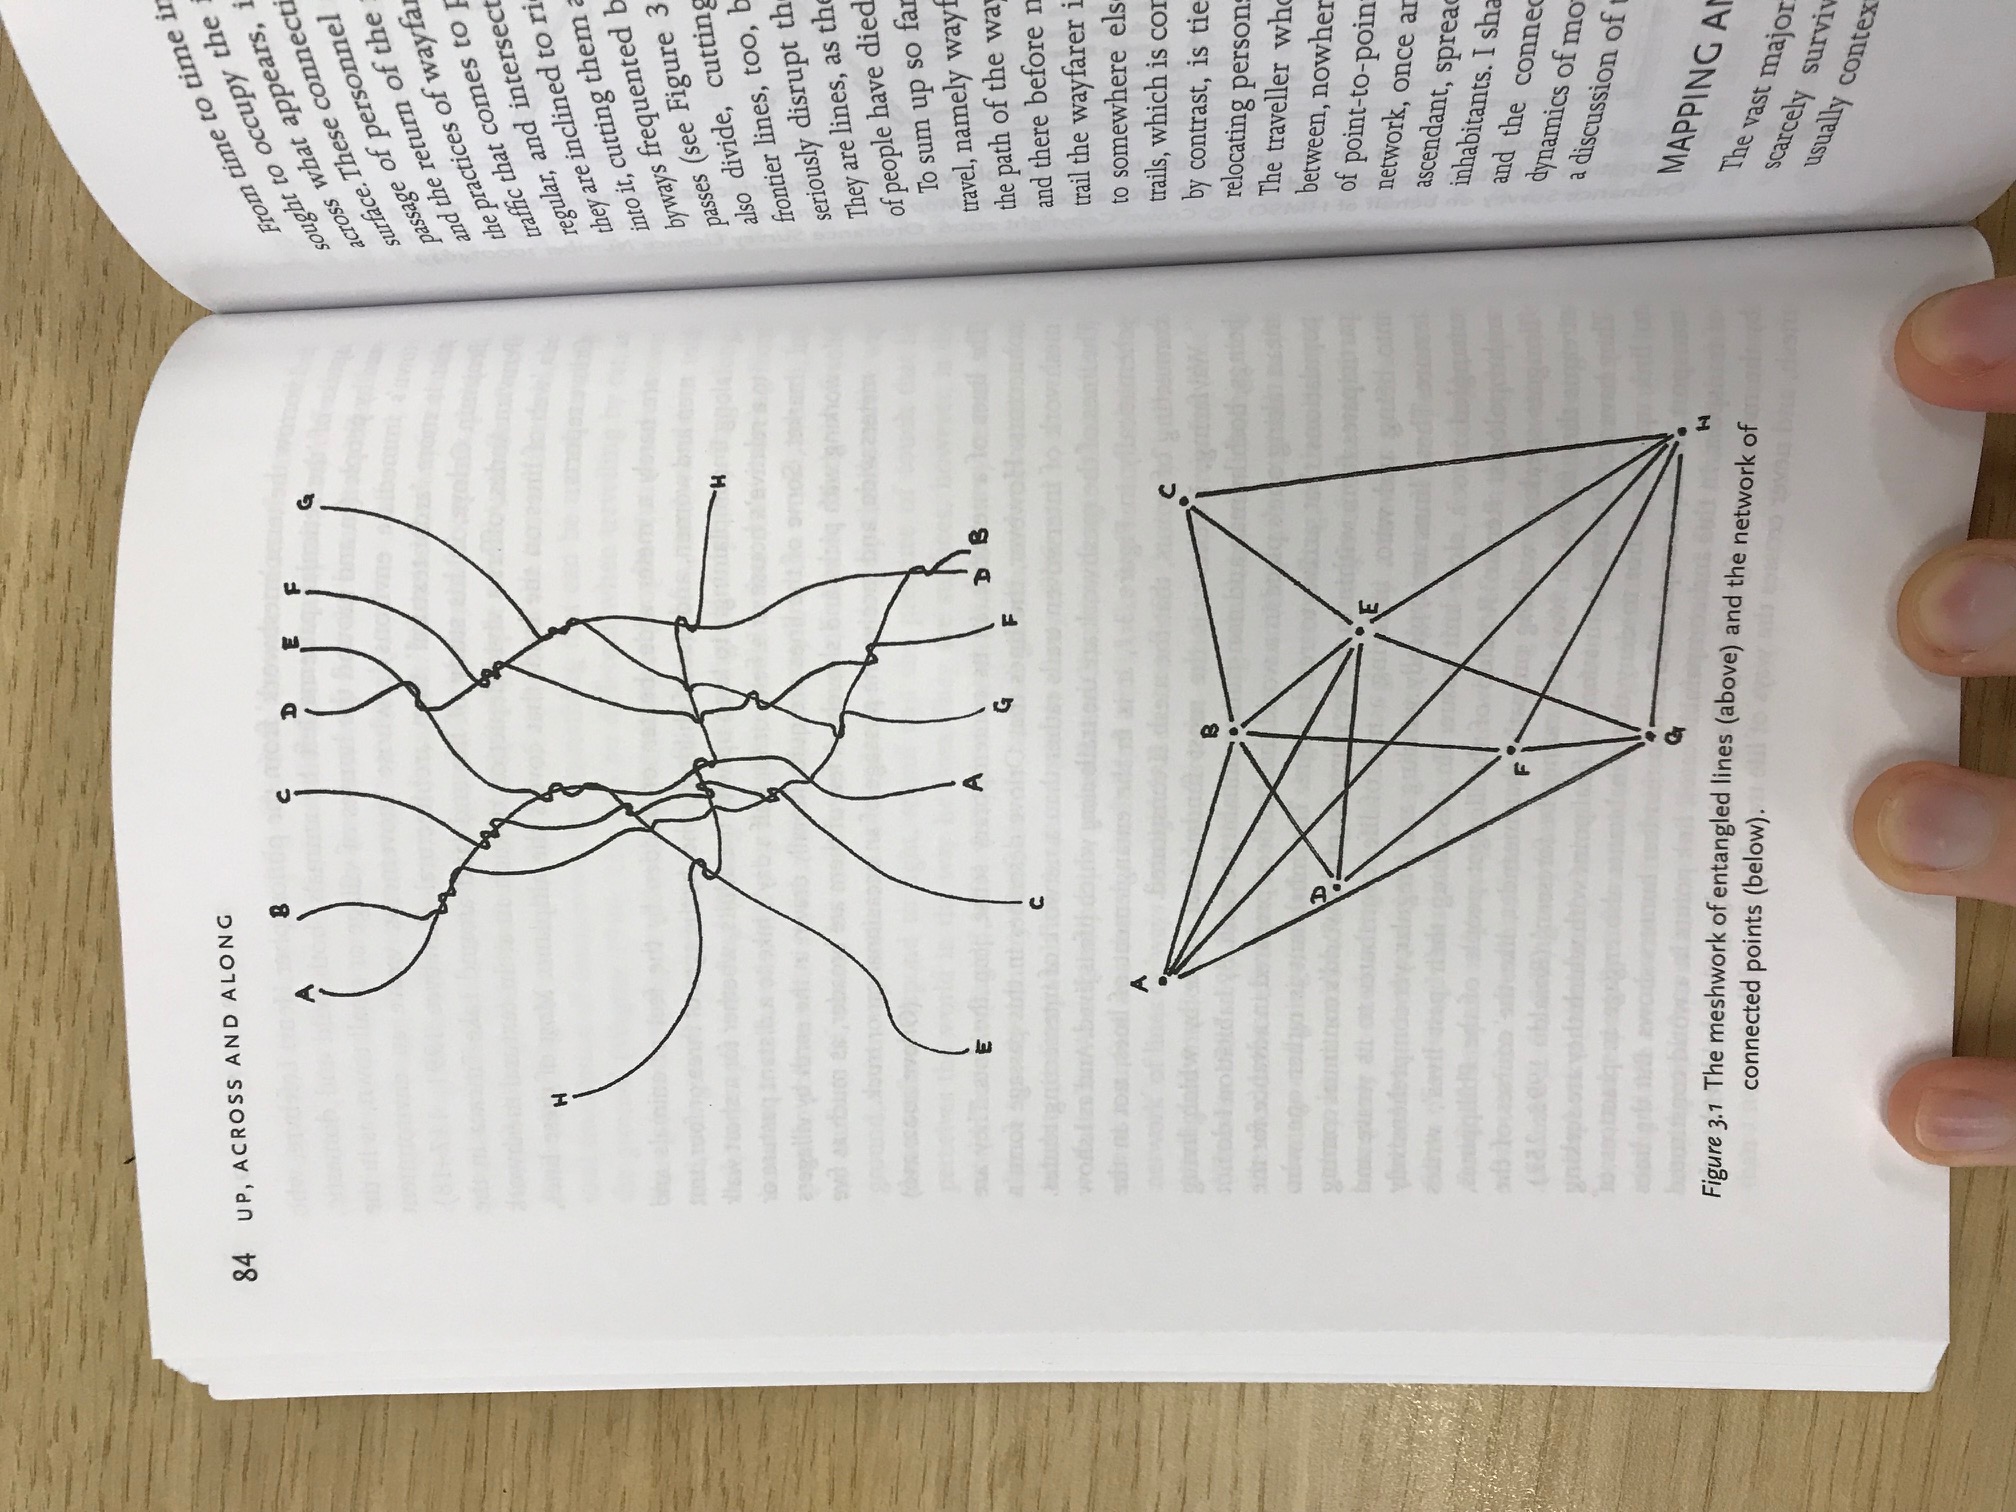 84 UP, ACROSS AND ALONG
A B C D E F G
H
H
E C A G F D B
A
C
B
D
E
F
G
H
Figure 3.1 The meshwork of entangled lines (above) and the network of
connected points (below).
From time to time in
sought to occupy the
across what appears,
surface. These connecti
passage of personnel
and the return of the
the practices of wayfar
traffic that comes to
regular, and intersect
they are inclined to ri
into it, cutting them a
byways frequented b
passes (see Figure 3
also divide, cutting
frontier lines, too, b
seriously disrupt th
They are lines, as the
of people have died
To sum up so far
travel, namely wayf
the path of the way
and there before n
trail the wayfarer i
to somewhere els
trails, which is cor
by contrast, is tie
relocating person
The traveller who
between, nowher
of point-to-poin
network, once an
ascendant, spread
inhabitants. I sha
and the connec
dynamics of mo
a discussion of t
MAPPING AN
The vast major
scarcely surviv
usually contex